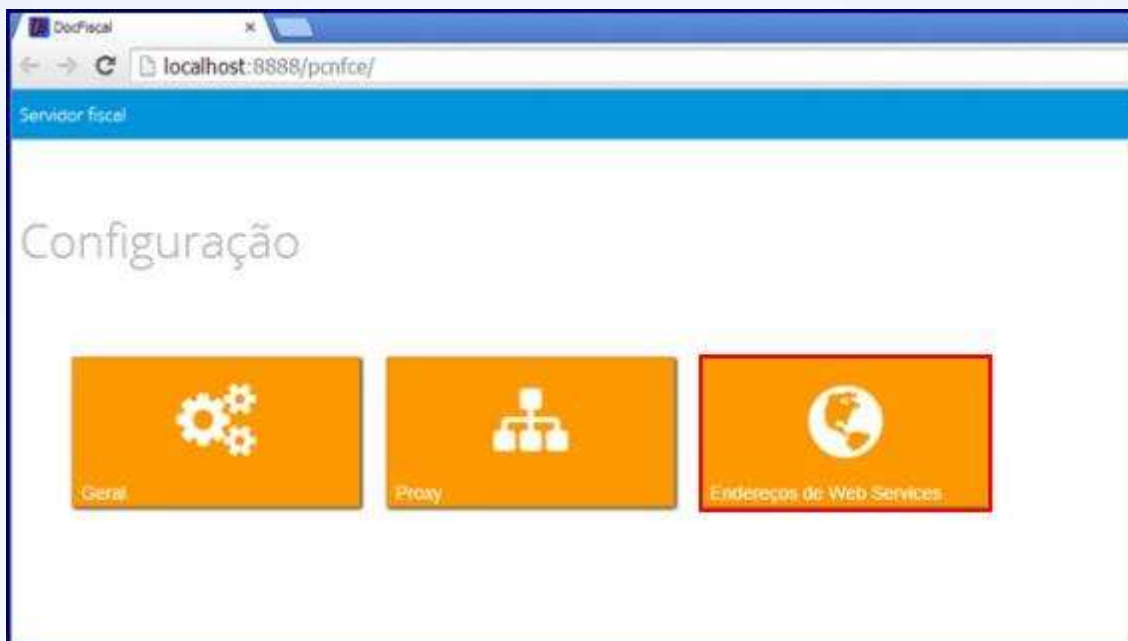 DocFiscal
localhost:8888/pcnfce/
Servidor fiscal
Configuração
Geral
Proxy
Endereços de Web Services